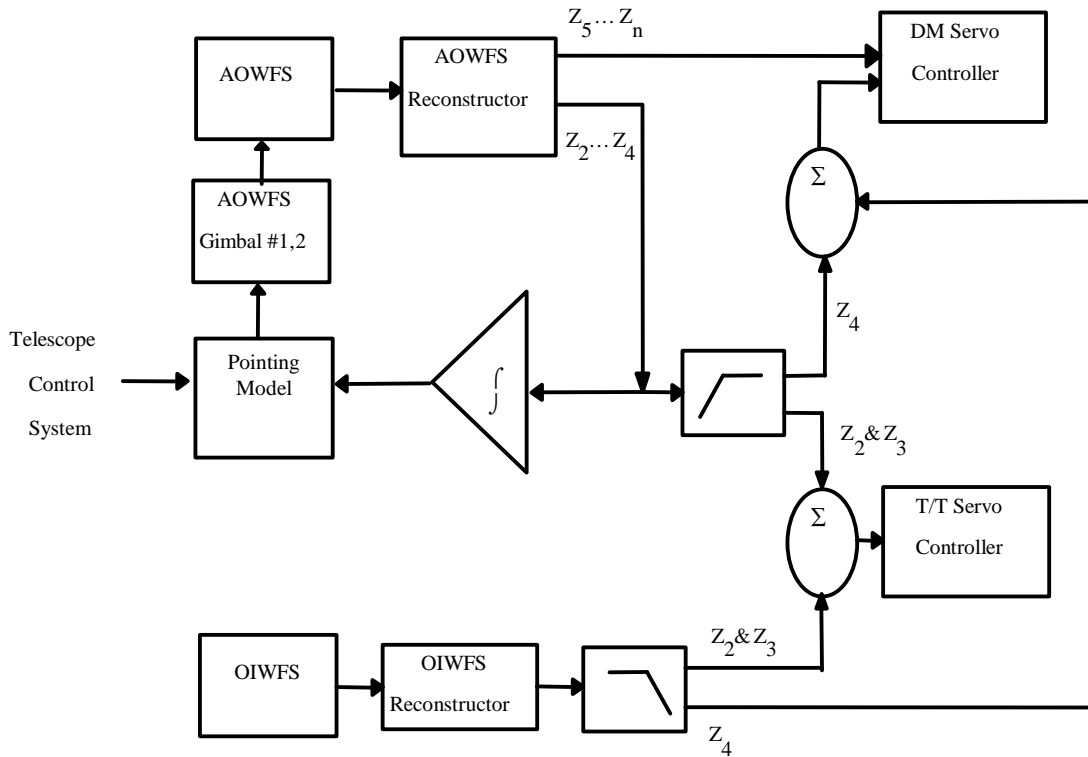 Z5…Zn
DM Servo
Controller
AOWFS
AOWFS
Reconstructor
Z2…Z4
Σ
AOWFS
Gimbal #1,2
Z4
Telescope
Control
System
Pointing
Model
∫
Z2&Z3
Σ
T/T Servo
Controller
OIWFS
OIWFS
Reconstructor
Z2&Z3
Z4